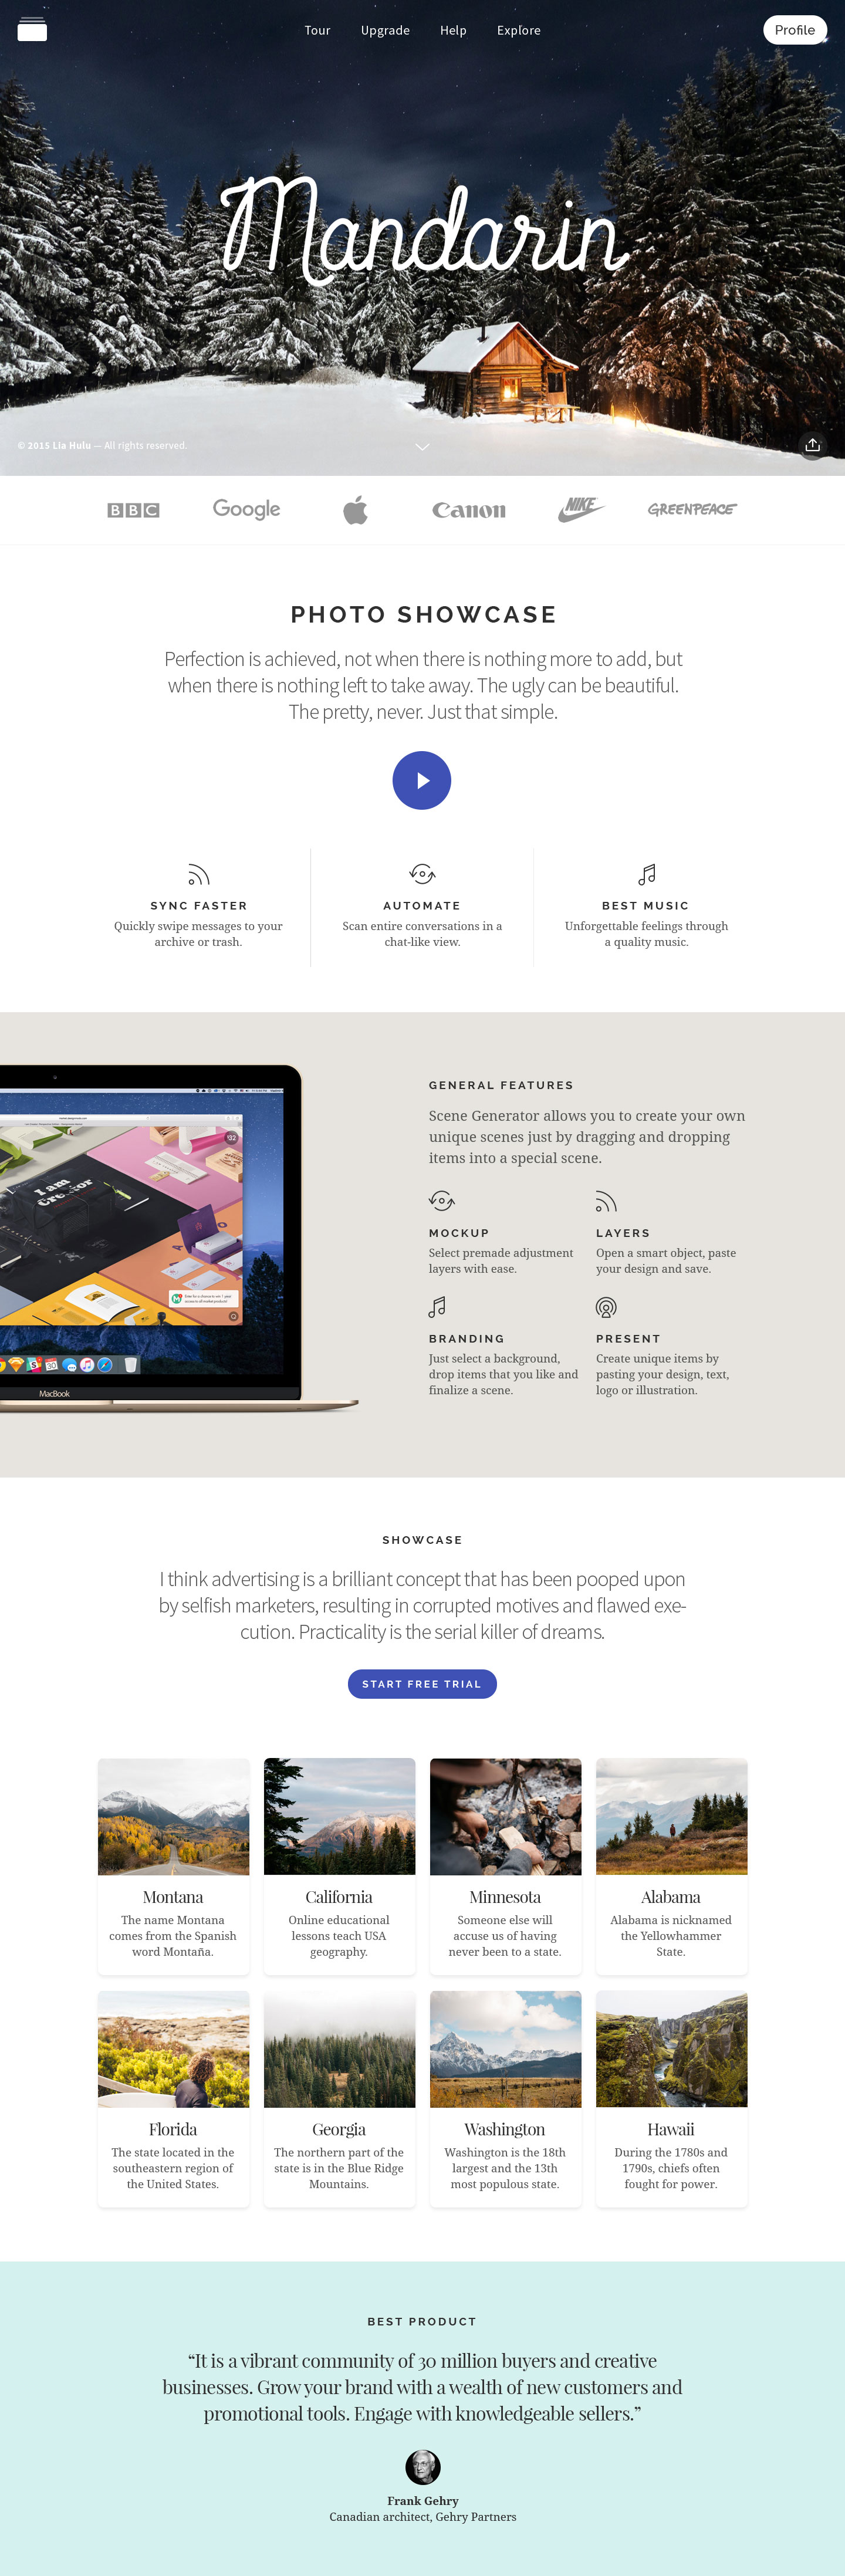 Tour Upgrade Help Explore
Profile
Mandarin
© 2015 Lia Hulu — All rights reserved.
BBC Google Canon NIKE GREENPEACE
PHOTO SHOWCASE
Perfection is achieved, not when there is nothing more to add, but
when there is nothing left to take away. The ugly can be beautiful.
The pretty, never. Just that simple.
SYNC FASTER
Quickly swipe messages to your
archive or trash.
AUTOMATE
Scan entire conversations in a
chat-like view.
BEST MUSIC
Unforgettable feelings through
a quality music.
I am
Creator
MacBook
GENERAL FEATURES
Scene Generator allows you to create your own
unique scenes just by dragging and dropping
items into a special scene.
MOCKUP
Select premade adjustment
layers with ease.
LAYERS
Open a smart object, paste
your design and save.
BRANDING
Just select a background,
drop items that you like and
finalize a scene.
PRESENT
Create unique items by
pasting your design, text,
logo or illustration.
SHOWCASE
I think advertising is a brilliant concept that has been pooped upon
by selfish marketers, resulting in corrupted motives and flawed exe-
cution. Practicality is the serial killer of dreams.
START FREE TRIAL
Montana
The name Montana
comes from the Spanish
word Montaña.
California
Online educational
lessons teach USA
geography.
Minnesota
Someone else will
accuse us of having
never been to a state.
Alabama
Alabama is nicknamed
the Yellowhammer
State.
Florida
The state located in the
southeastern region of
the United States.
Georgia
The northern part of the
state is in the Blue Ridge
Mountains.
Washington
Washington is the 18th
largest and the 13th
most populous state.
Hawaii
During the 1780s and
1790s, chiefs often
fought for power.
BEST PRODUCT
“It is a vibrant community of 30 million buyers and creative
businesses. Grow your brand with a wealth of new customers and
promotional tools. Engage with knowledgeable sellers.”
Frank Gehry
Canadian architect, Gehry Partners